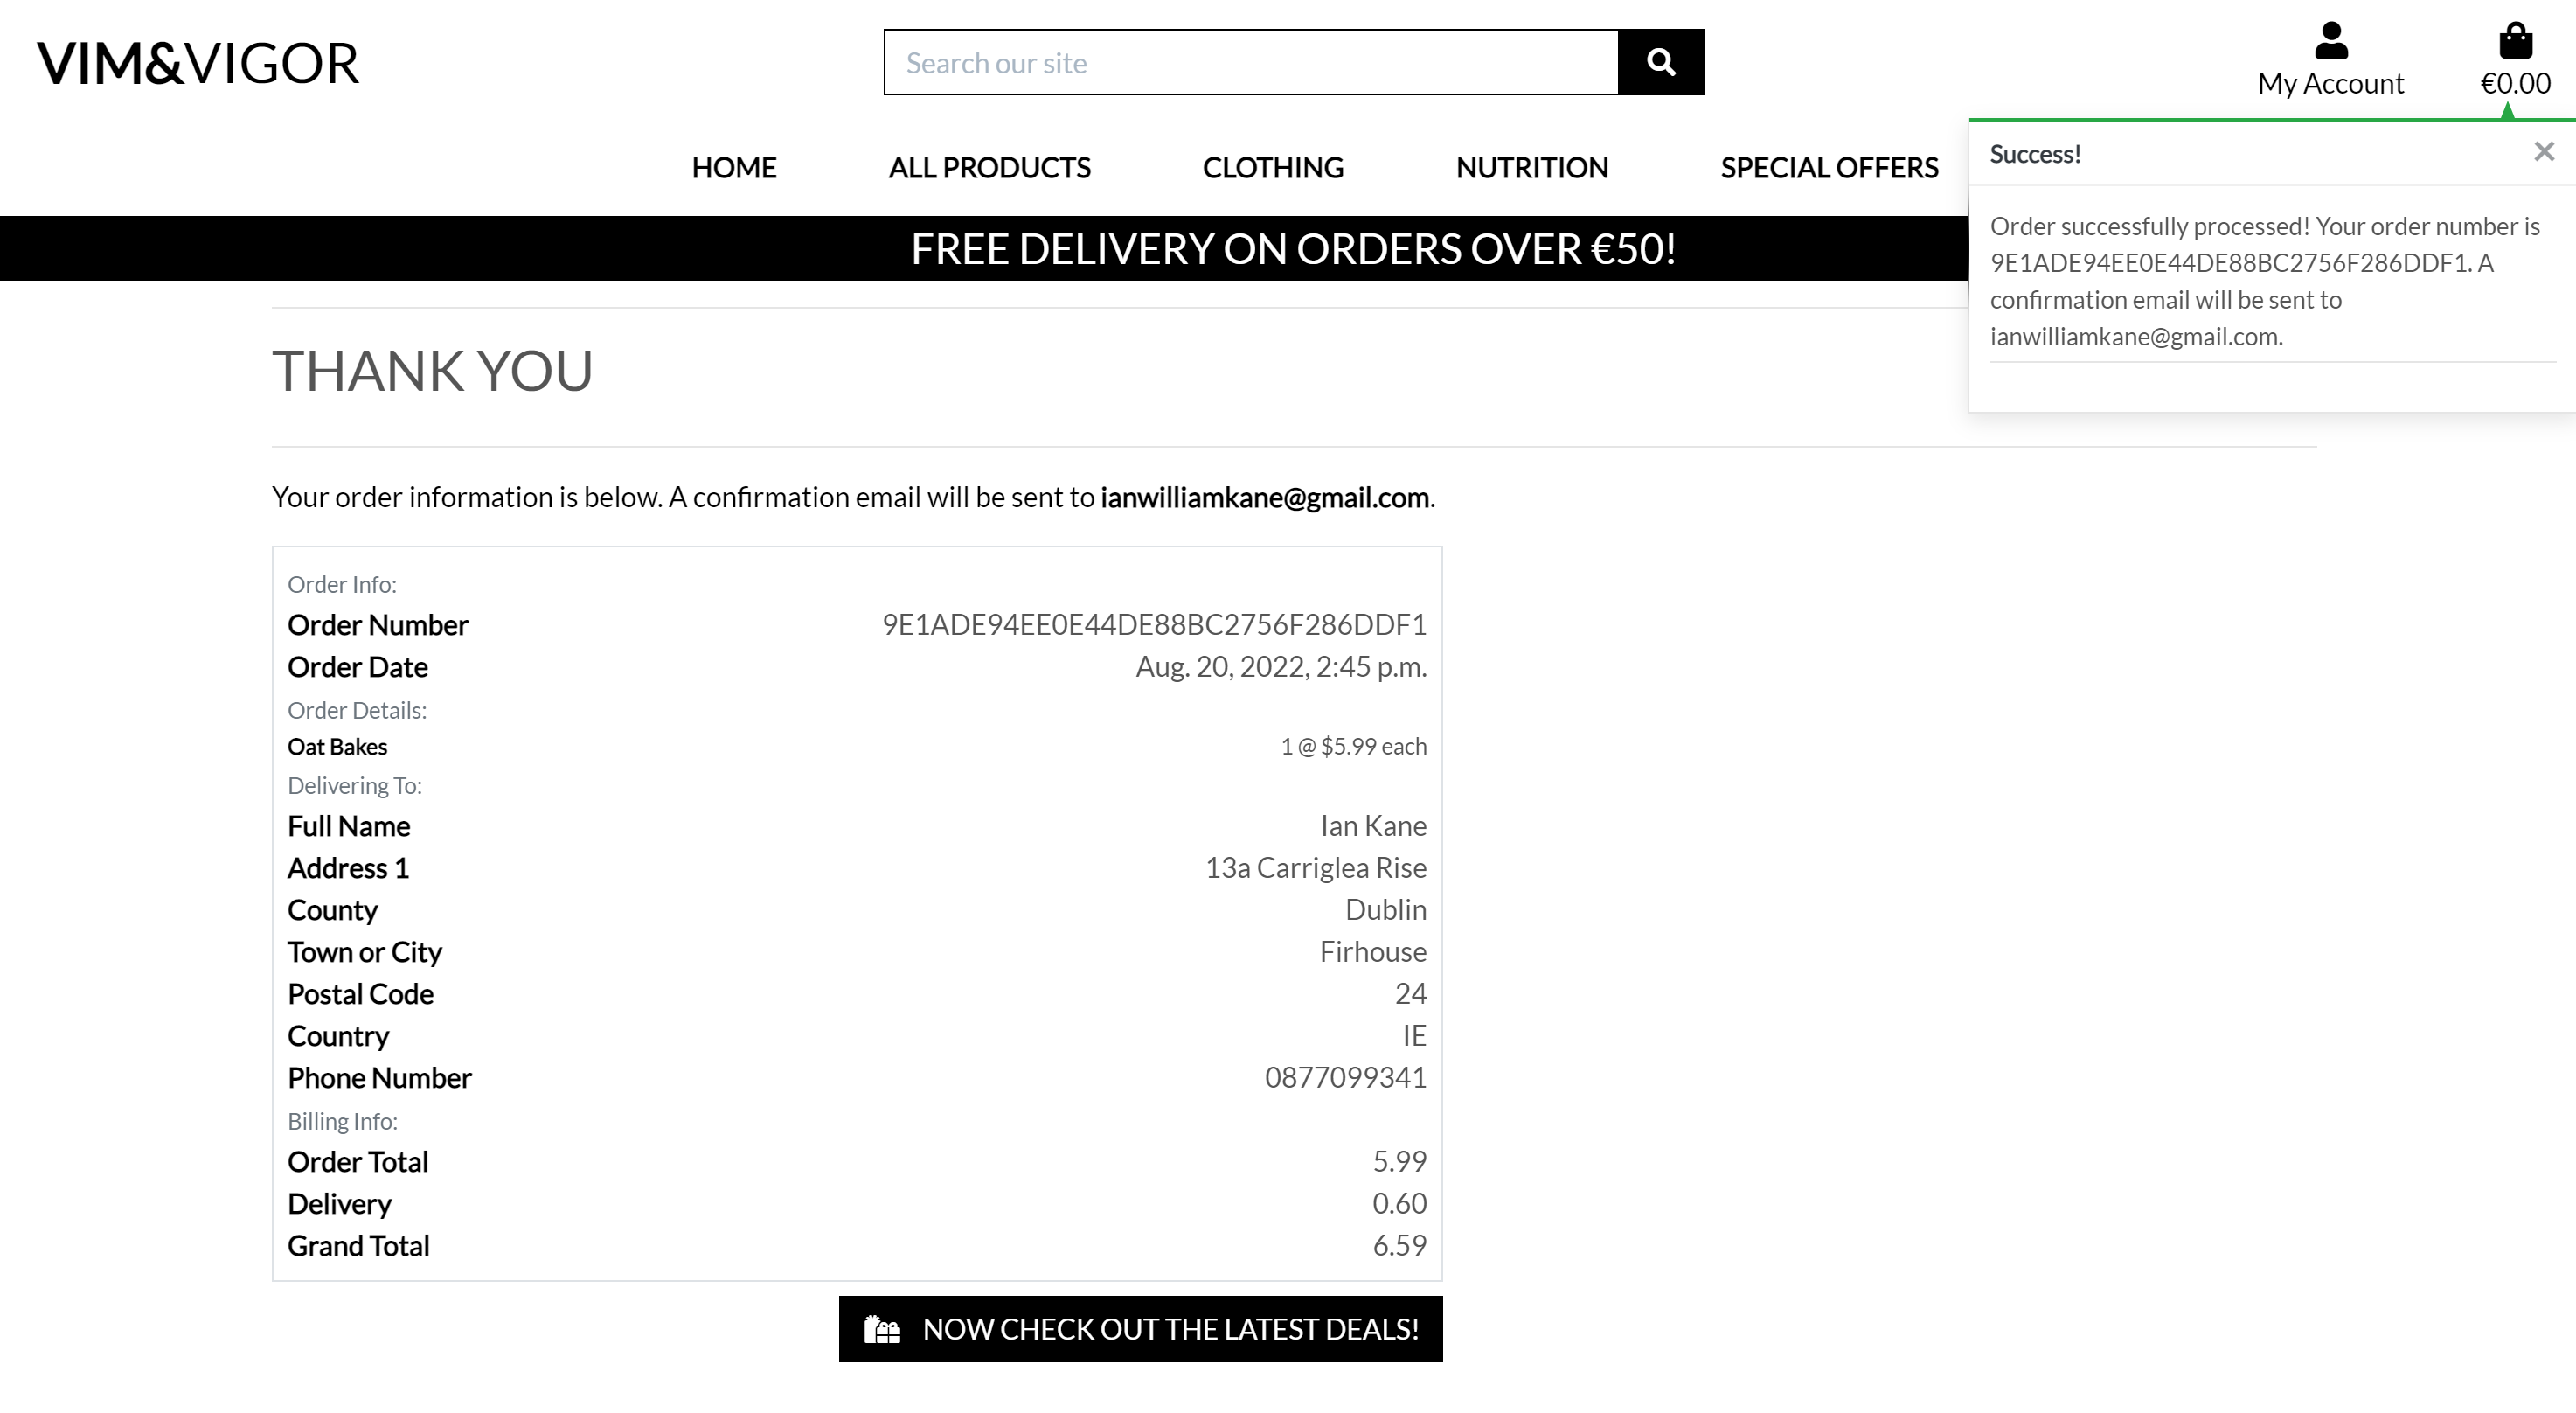 VIM&VIGOR
Search our site
My Account
€0.00
HOME
ALL PRODUCTS
CLOTHING
NUTRITION
SPECIAL OFFERS
Success!
Order successfully processed! Your order number is
9E1ADE94EE0E44DE88BC2756F286DDF1. A
confirmation email will be sent to
ianwilliamkane@gmail.com.
FREE DELIVERY ON ORDERS OVER €50!
THANK YOU
Your order information is below. A confirmation email will be sent to ianwilliamkane@gmail.com.
Order Info:
Order Number 9E1ADE94EE0E44DE88BC2756F286DDF1
Order Date Aug. 20, 2022, 2:45 p.m.
Order Details:
Oat Bakes 1 @ $5.99 each
Delivering To:
Full Name Ian Kane
Address 1 13a Carriglea Rise
County Dublin
Town or City Firhouse
Postal Code 24
Country IE
Phone Number 0877099341
Billing Info:
Order Total 5.99
Delivery 0.60
Grand Total 6.59
NOW CHECK OUT THE LATEST DEALS!